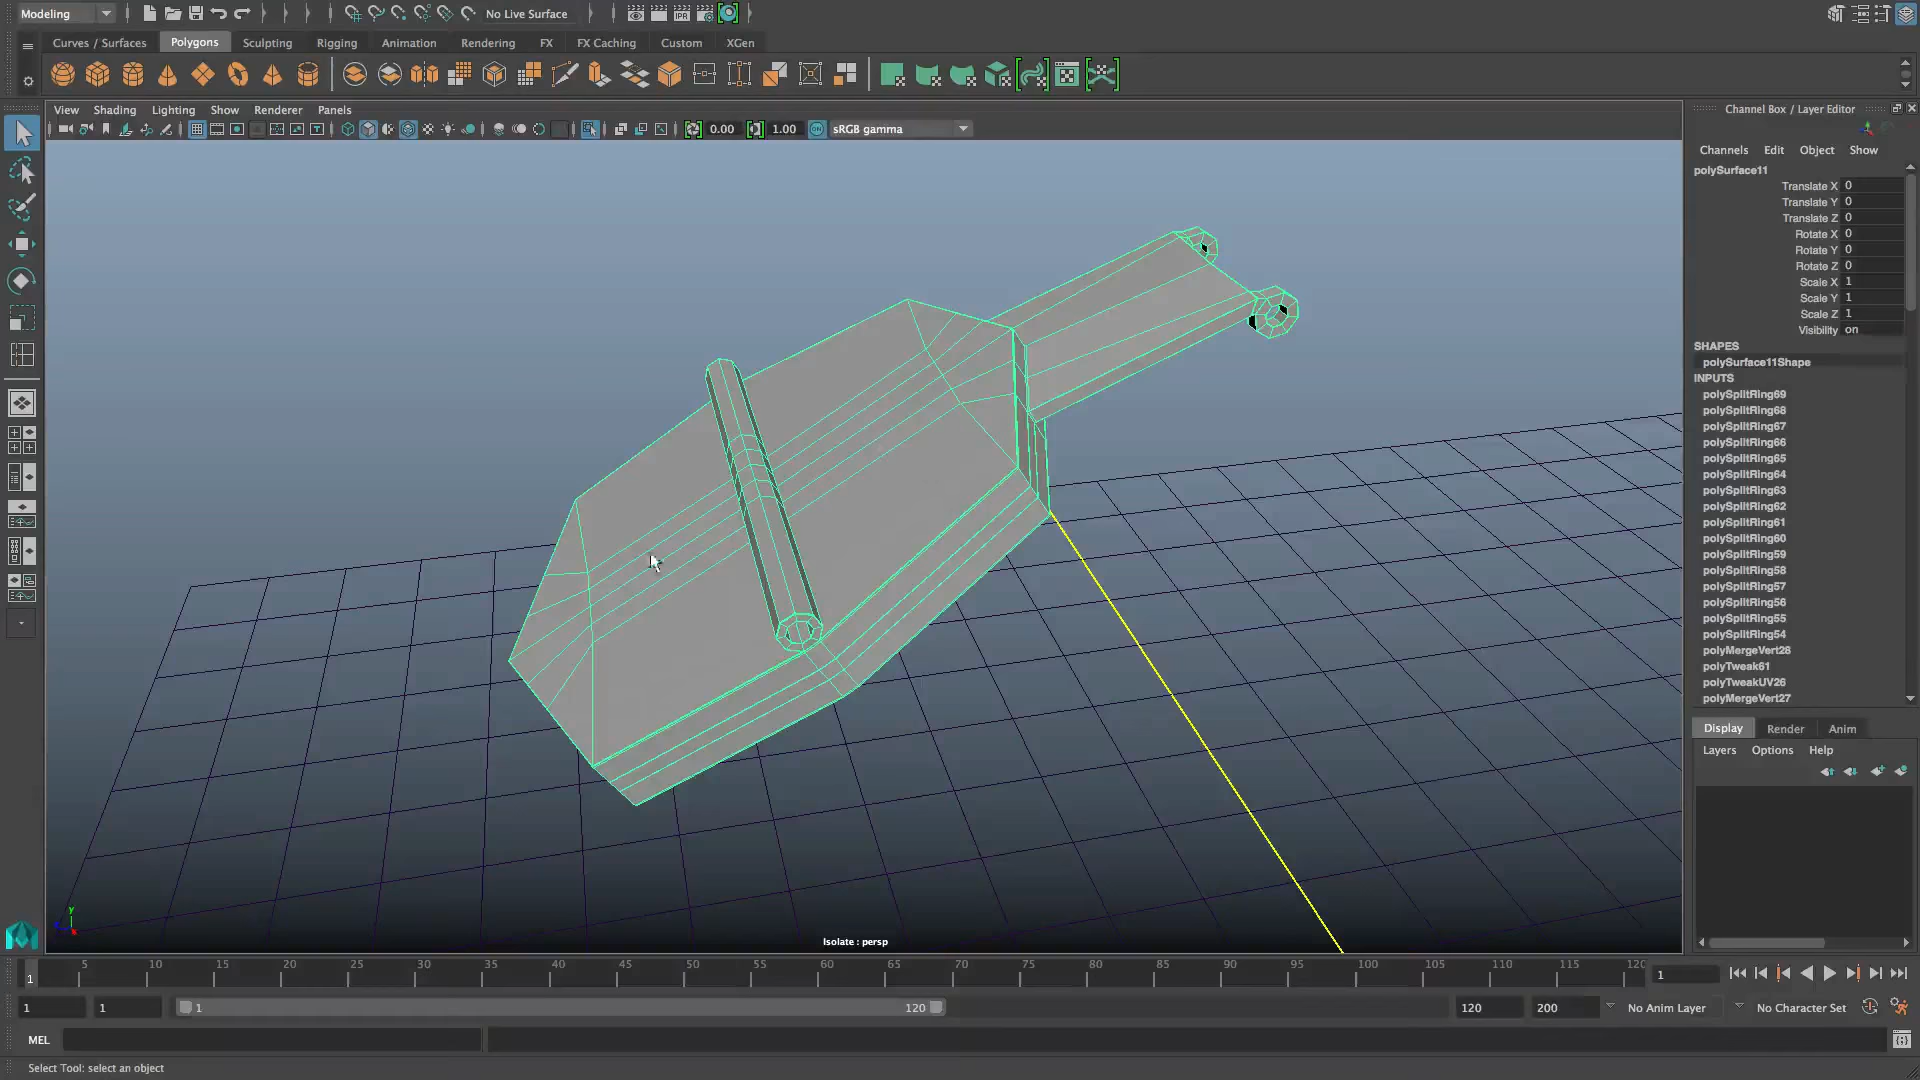 Modeling
No Live Surface
Curves / Surfaces
Polygons
Sculpting
Rigging
Animation
Rendering
FX
FX Caching
Custom
XGen
View
Shading
Lighting
Show
Renderer
Panels
0.00
1.00
sRGB gamma
Channel Box / Layer Editor
Channels
Edit
Object
Show
polySurface11
Translate X 0
Translate Y 0
Translate Z 0
Rotate X 0
Rotate Y 0
Rotate Z 0
Scale X 1
Scale Y 1
Scale Z 1
Visibility on
SHAPES
polySurface11Shape
INPUTS
polySplitRing69
polySplitRing68
polySplitRing67
polySplitRing66
polySplitRing65
polySplitRing64
polySplitRing63
polySplitRing62
polySplitRing61
polySplitRing60
polySplitRing59
polySplitRing58
polySplitRing57
polySplitRing56
polySplitRing55
polySplitRing54
polyMergeVert28
polyTweak61
polyTweakUV26
polyMergeVert27
Display
Render
Anim
Layers
Options
Help
y
Isolate : persp
1 5 10 15 20 25 30 35 40 45 50 55 60 65 70 75 80 85 90 95 100 105 110 115 120
1
1
1
1
120
120
200
No Anim Layer
No Character Set
MEL
Select Tool: select an object